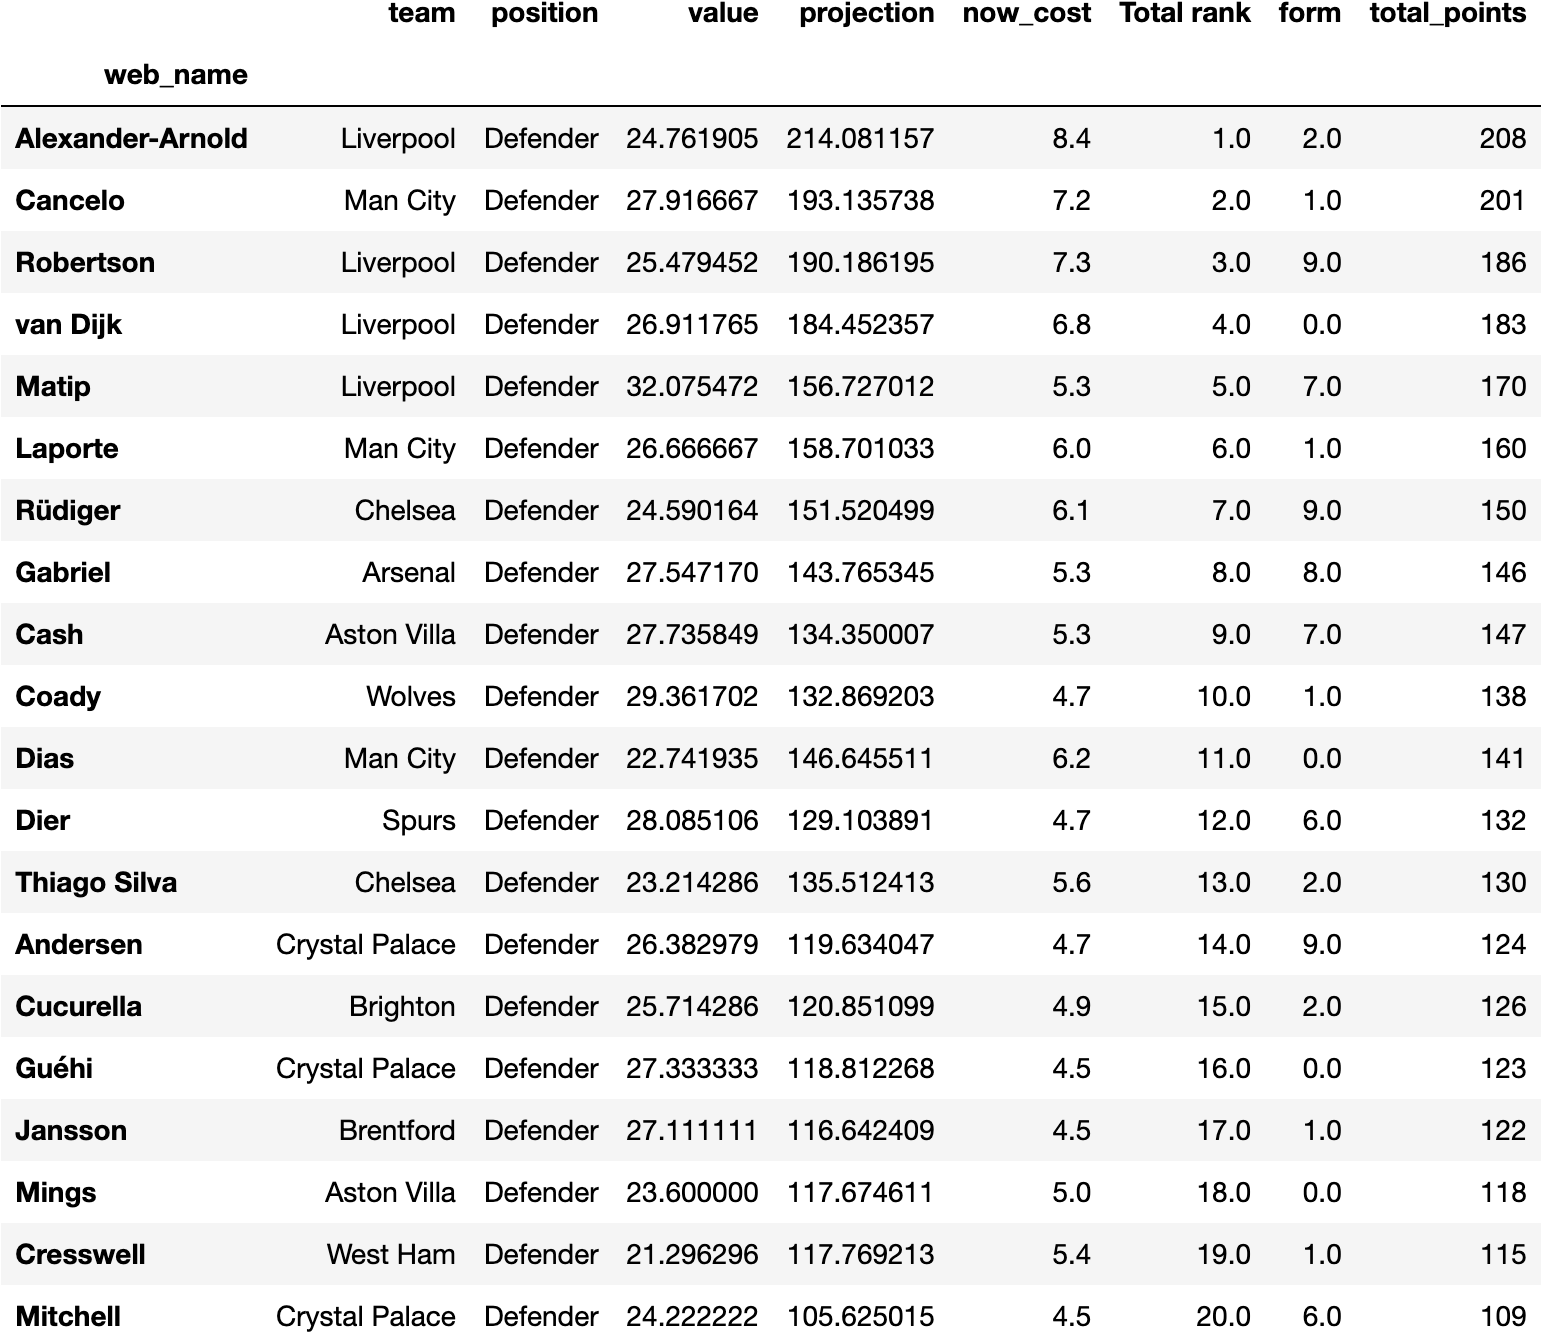 team position value projection now_cost Total rank form total_points
web_name
Alexander-Arnold Liverpool Defender 24.761905 214.081157 8.4 1.0 2.0 208
Cancelo Man City Defender 27.916667 193.135738 7.2 2.0 1.0 201
Robertson Liverpool Defender 25.479452 190.186195 7.3 3.0 9.0 186
van Dijk Liverpool Defender 26.911765 184.452357 6.8 4.0 0.0 183
Matip Liverpool Defender 32.075472 156.727012 5.3 5.0 7.0 170
Laporte Man City Defender 26.666667 158.701033 6.0 6.0 1.0 160
Rüdiger Chelsea Defender 24.590164 151.520499 6.1 7.0 9.0 150
Gabriel Arsenal Defender 27.547170 143.765345 5.3 8.0 8.0 146
Cash Aston Villa Defender 27.735849 134.350007 5.3 9.0 7.0 147
Coady Wolves Defender 29.361702 132.869203 4.7 10.0 1.0 138
Dias Man City Defender 22.741935 146.645511 6.2 11.0 0.0 141
Dier Spurs Defender 28.085106 129.103891 4.7 12.0 6.0 132
Thiago Silva Chelsea Defender 23.214286 135.512413 5.6 13.0 2.0 130
Andersen Crystal Palace Defender 26.382979 119.634047 4.7 14.0 9.0 124
Cucurella Brighton Defender 25.714286 120.851099 4.9 15.0 2.0 126
Guéhi Crystal Palace Defender 27.333333 118.812268 4.5 16.0 0.0 123
Jansson Brentford Defender 27.111111 116.642409 4.5 17.0 1.0 122
Mings Aston Villa Defender 23.600000 117.674611 5.0 18.0 0.0 118
Cresswell West Ham Defender 21.296296 117.769213 5.4 19.0 1.0 115
Mitchell Crystal Palace Defender 24.222222 105.625015 4.5 20.0 6.0 109